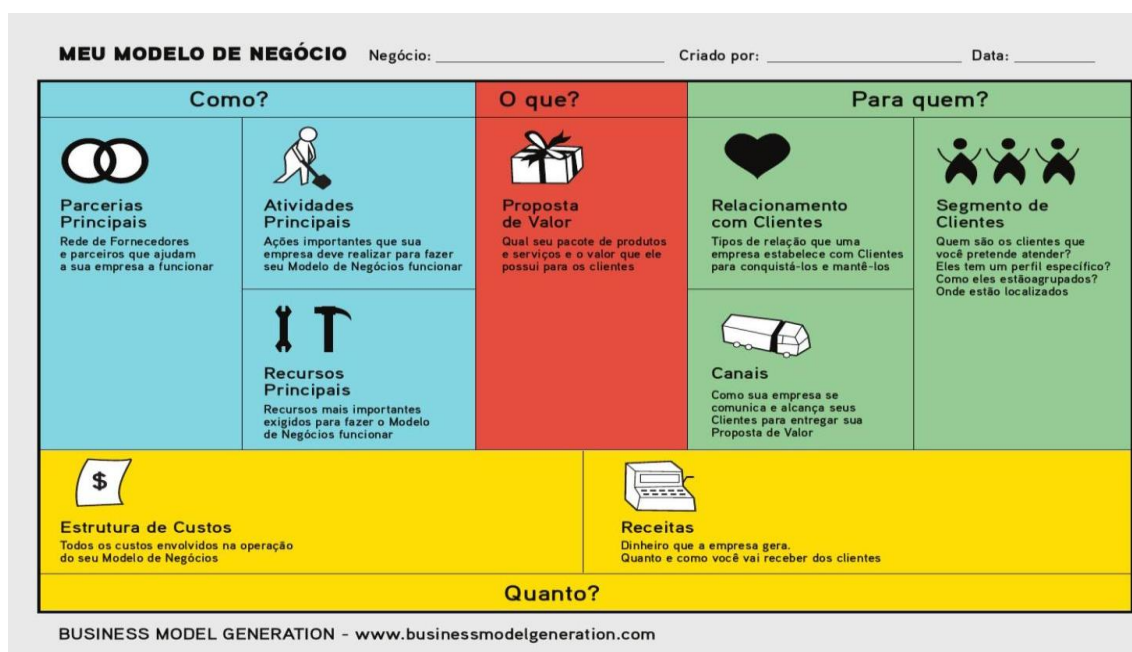 MEU MODELO DE NEGÓCIO Negócio: Criado por: Data:
Como?
O que?
Para quem?
Parcerias
Principais
Rede de Fornecedores
e parceiros que ajudam
a sua empresa a funcionar
Atividades
Principais
Ações importantes que sua
empresa deve realizar para fazer
seu Modelo de Negócios funcionar
Recursos
Principais
Recursos mais importantes
exigidos para fazer o Modelo
de Negócios funcionar
Proposta
de Valor
Qual seu pacote de produtos
e serviços e o valor que ele
possui para os clientes
Relacionamento
com Clientes
Tipos de relação que uma
empresa estabelece com Clientes
para conquistá-los e mantê-los
Canais
Como sua empresa se
comunica e alcança seus
Clientes para entregar sua
Proposta de Valor
Segmento de
Clientes
Quem são os clientes que
você pretende atender?
Eles tem um perfil específico?
Como eles estãoagrupados?
Onde estão localizados
$
Estrutura de Custos
Todos os custos envolvidos na operação
do seu Modelo de Negócios
Receitas
Dinheiro que a empresa gera.
Quanto e como você vai receber dos clientes
Quanto?
BUSINESS MODEL GENERATION - www.businessmodelgeneration.com